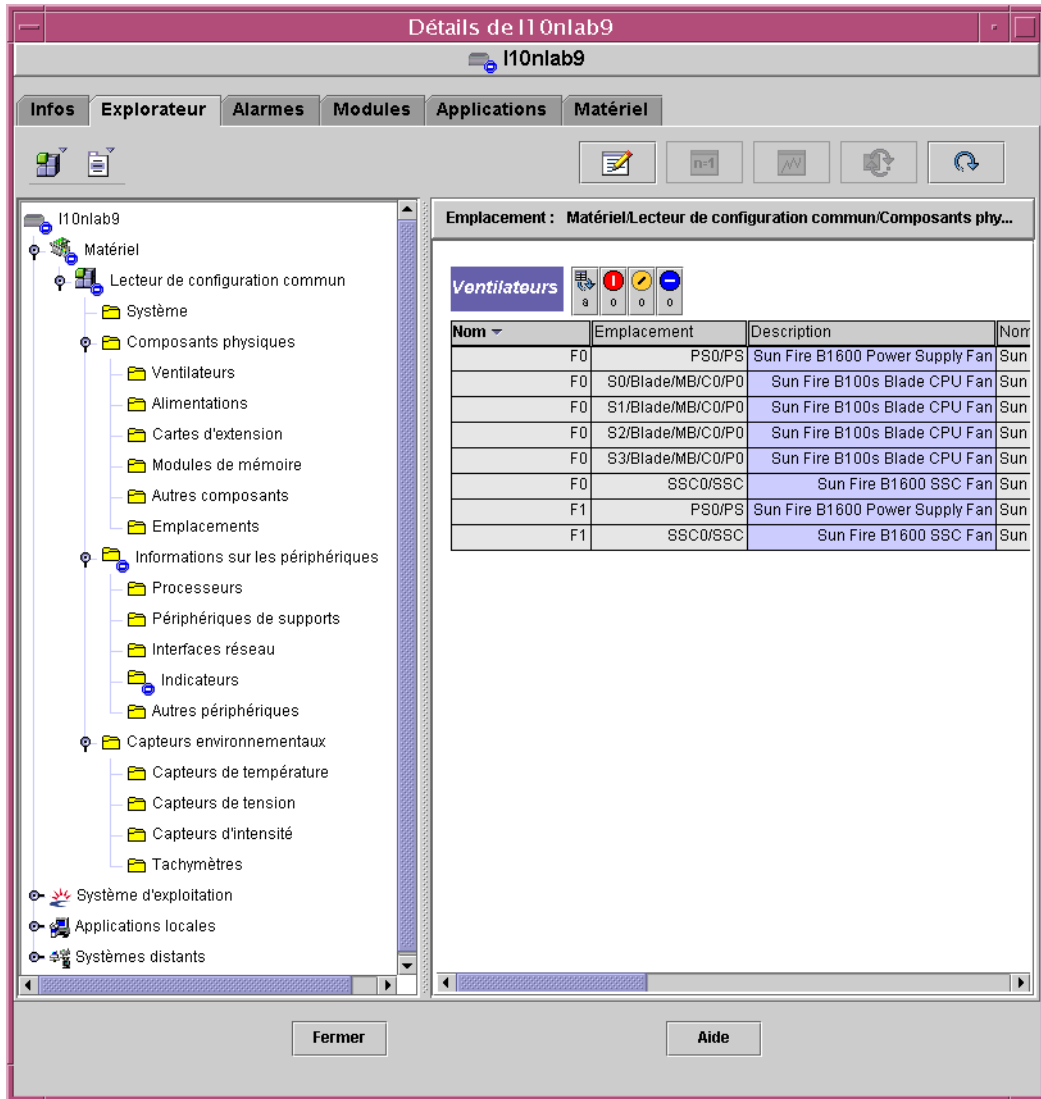 Détails de l10nlab9
l10nlab9
Infos Explorateur Alarmes Modules Applications Matériel
n=1
l10nlab9
Matériel
Lecteur de configuration commun
Système
Composants physiques
Ventilateurs
Alimentations
Cartes d'extension
Modules de mémoire
Autres composants
Emplacements
Informations sur les périphériques
Processeurs
Périphériques de supports
Interfaces réseau
Indicateurs
Autres périphériques
Capteurs environnementaux
Capteurs de température
Capteurs de tension
Capteurs d'intensité
Tachymètres
Système d'exploitation
Applications locales
Systèmes distants
Emplacement : Matériel/Lecteur de configuration commun/Composants phy...
Ventilateurs
a 0 0 0
Nom Emplacement Description Nom
F0 PS0/PS Sun Fire B1600 Power Supply Fan Sun
F0 S0/Blade/MB/C0/P0 Sun Fire B100s Blade CPU Fan Sun
F0 S1/Blade/MB/C0/P0 Sun Fire B100s Blade CPU Fan Sun
F0 S2/Blade/MB/C0/P0 Sun Fire B100s Blade CPU Fan Sun
F0 S3/Blade/MB/C0/P0 Sun Fire B100s Blade CPU Fan Sun
F0 SSC0/SSC Sun Fire B1600 SSC Fan Sun
F1 PS0/PS Sun Fire B1600 Power Supply Fan Sun
F1 SSC0/SSC Sun Fire B1600 SSC Fan Sun
Fermer Aide